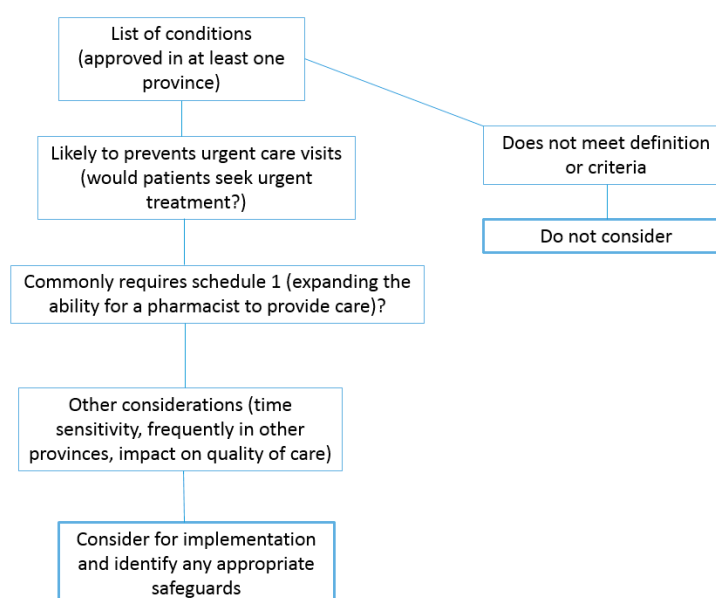 List of conditions
(approved in at least one
province)
Does not meet definition
or criteria
Likely to prevents urgent care visits
(would patients seek urgent
treatment?)
Do not consider
Commonly requires schedule 1 (expanding the
ability for a pharmacist to provide care)?
Other considerations (time
sensitivity, frequently in other
provinces, impact on quality of care)
Consider for implementation
and identify any appropriate
safeguards